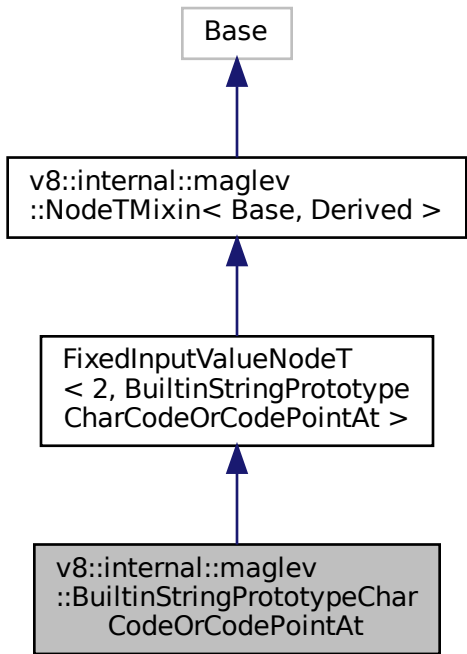 Base
v8::internal::maglev
::NodeTMixin< Base, Derived >
FixedInputValueNodeT
< 2, BuiltinStringPrototype
CharCodeOrCodePointAt >
v8::internal::maglev
::BuiltinStringPrototypeChar
CodeOrCodePointAt